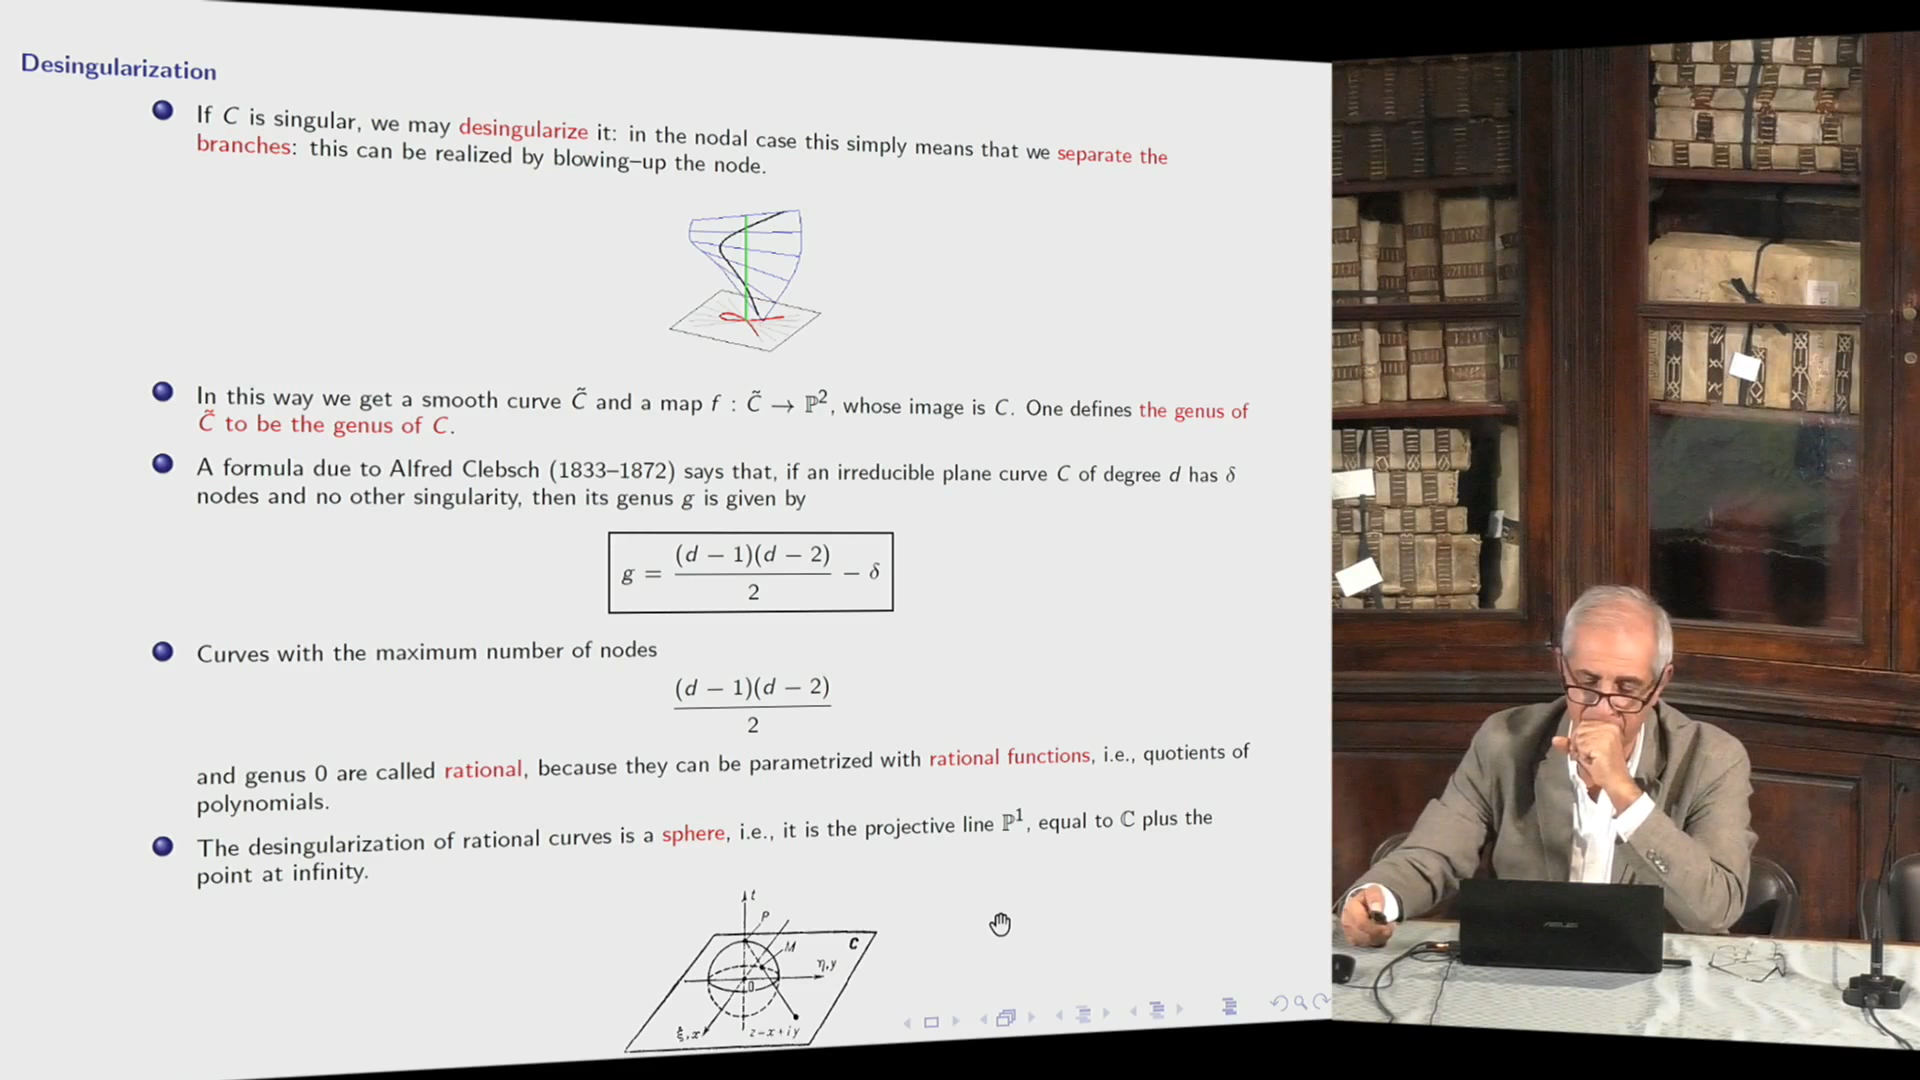 Desingularization
If C is singular, we may desingularize it: in the nodal case this simply means that we separate the
branches: this can be realized by blowing–up the node.
In this way we get a smooth curve C̃ and a map f : C̃ → ℙ², whose image is C. One defines the genus of
C̃ to be the genus of C.
A formula due to Alfred Clebsch (1833–1872) says that, if an irreducible plane curve C of degree d has δ
nodes and no other singularity, then its genus g is given by
g = (d − 1)(d − 2) / 2 − δ
Curves with the maximum number of nodes
(d − 1)(d − 2) / 2
and genus 0 are called rational, because they can be parametrized with rational functions, i.e., quotients of
polynomials.
The desingularization of rational curves is a sphere, i.e., it is the projective line ℙ¹, equal to ℂ plus the
point at infinity.
t
P
M
C
η,y
0
ξ,x
z−x+iy
ASUS